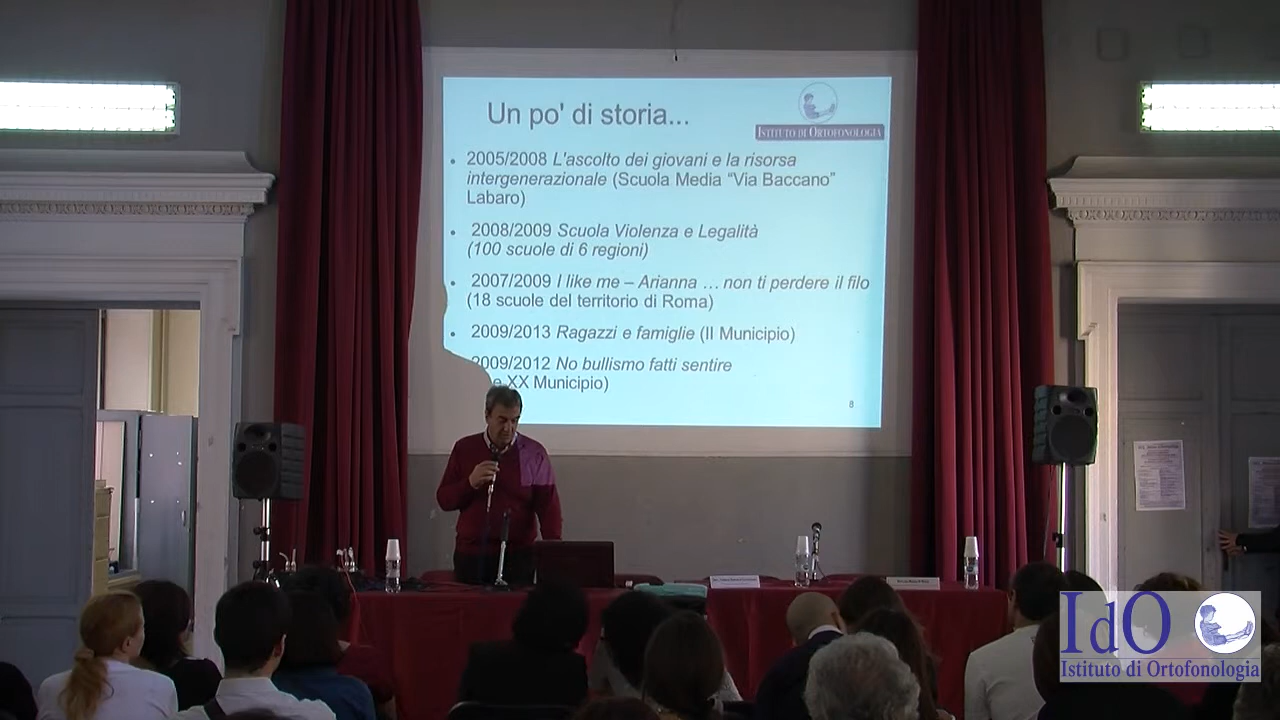 Un po' di storia...
ISTITUTO DI ORTOFONOLOGIA
2005/2008 L'ascolto dei giovani e la risorsa
intergenerazionale (Scuola Media “Via Baccano”
Labaro)
2008/2009 Scuola Violenza e Legalità
(100 scuole di 6 regioni)
2007/2009 I like me – Arianna … non ti perdere il filo
(18 scuole del territorio di Roma)
2009/2013 Ragazzi e famiglie (II Municipio)
2009/2012 No bullismo fatti sentire
e XX Municipio)
8
IdO
Istituto di Ortofonologia